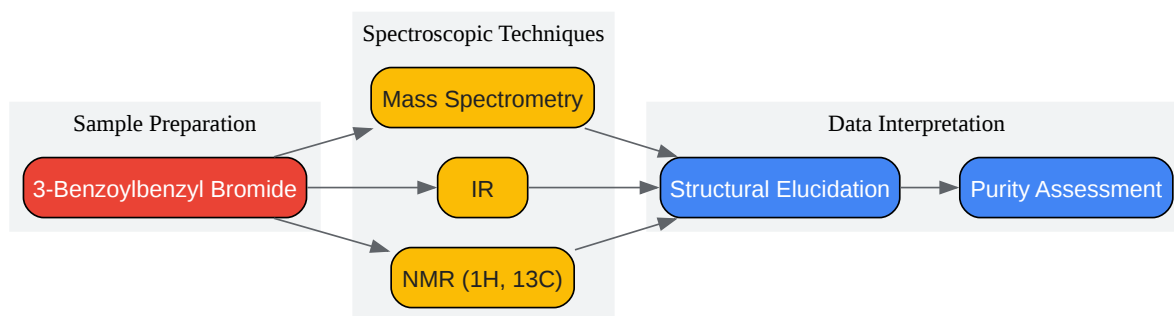 Sample Preparation
3-Benzoylbenzyl Bromide
Spectroscopic Techniques
Mass Spectrometry
IR
NMR (1H, 13C)
Data Interpretation
Structural Elucidation
Purity Assessment